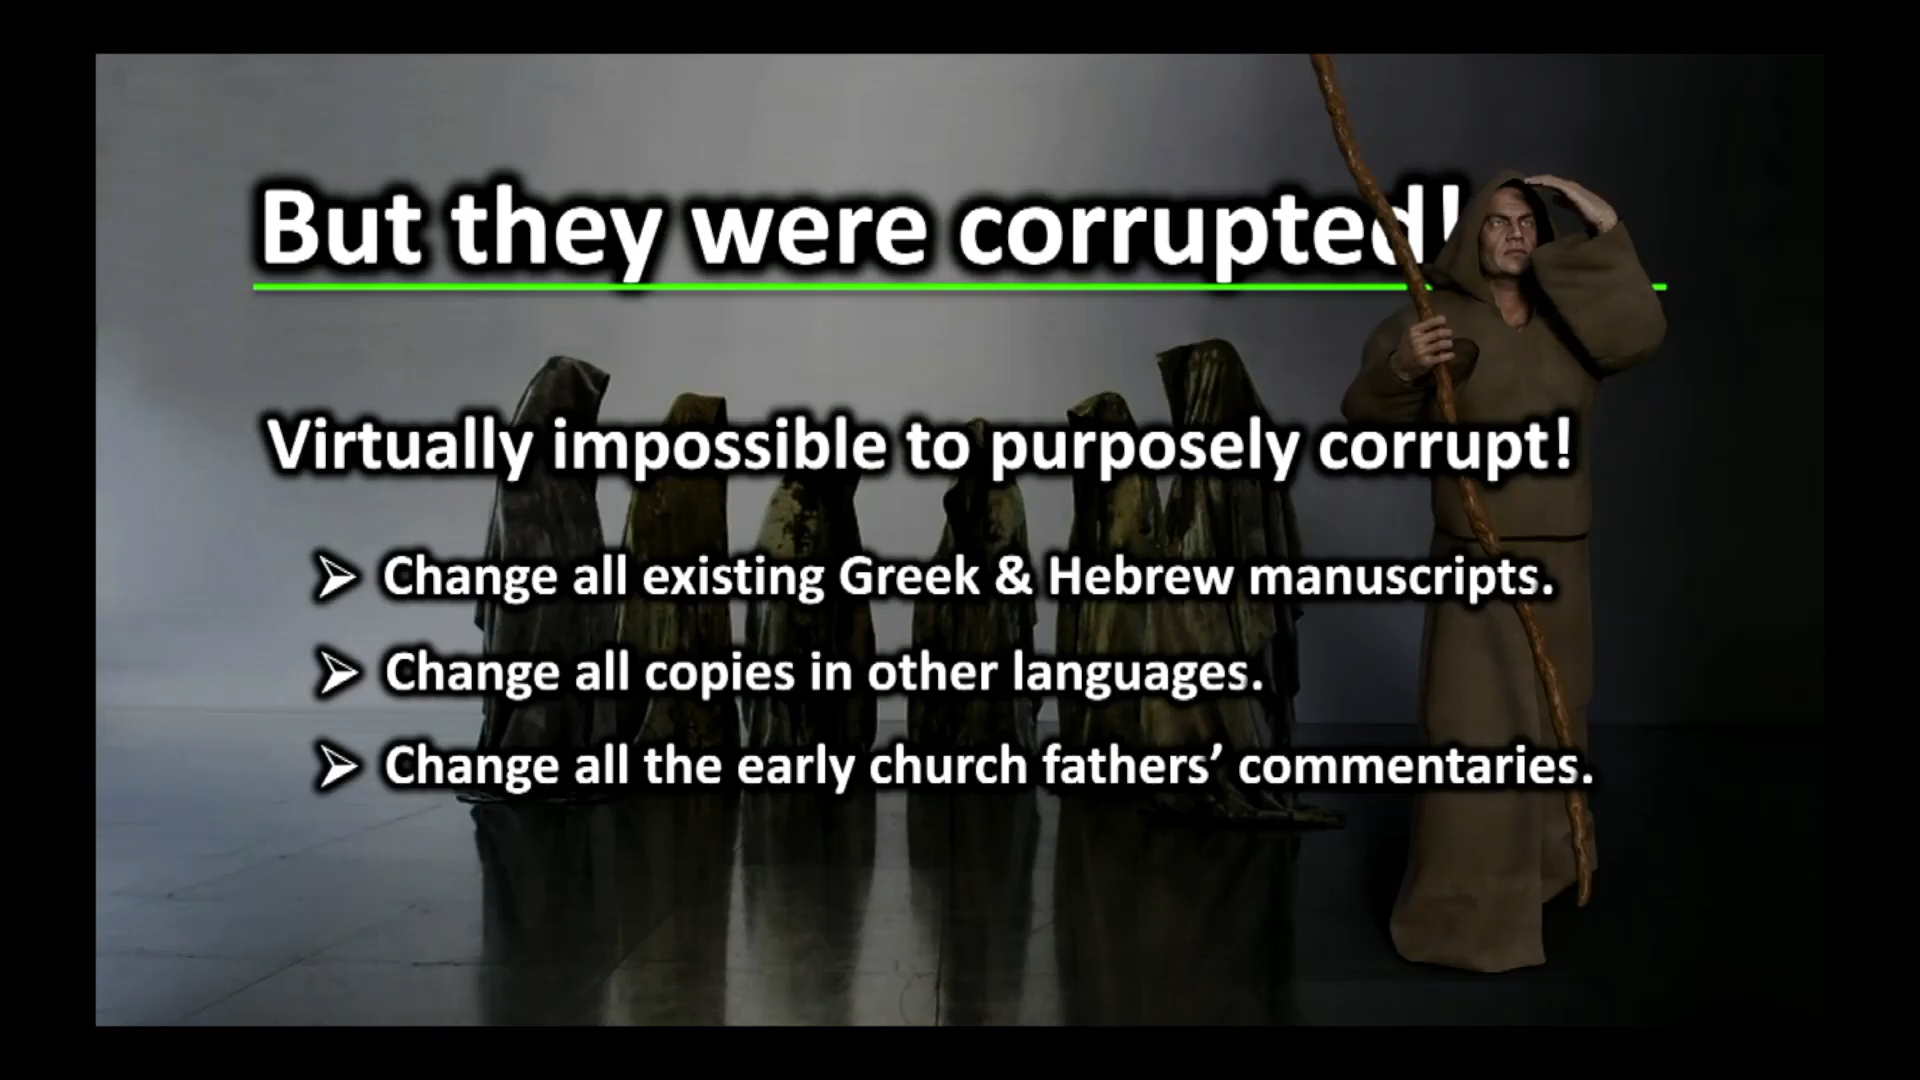 But they were corrupted!
Virtually impossible to purposely corrupt!
➢ Change all existing Greek & Hebrew manuscripts.
➢ Change all copies in other languages.
➢ Change all the early church fathers’ commentaries.